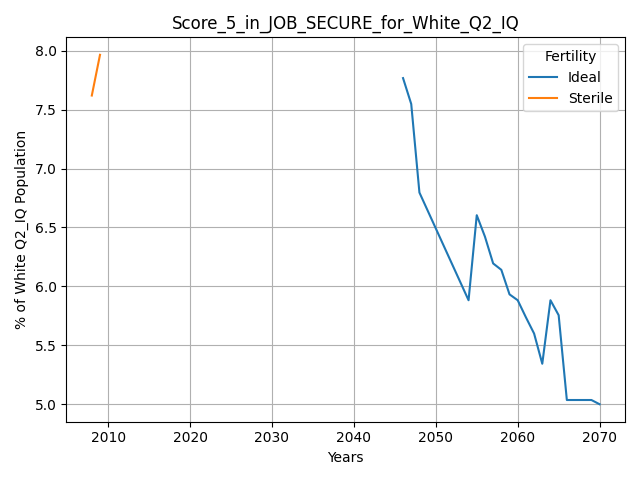 Score_5_in_JOB_SECURE_for_White_Q2_IQ
% of White Q2_IQ Population
8.0
7.5
7.0
6.5
6.0
5.5
5.0
Fertility
Ideal
Sterile
2010 2020 2030 2040 2050 2060 2070
Years